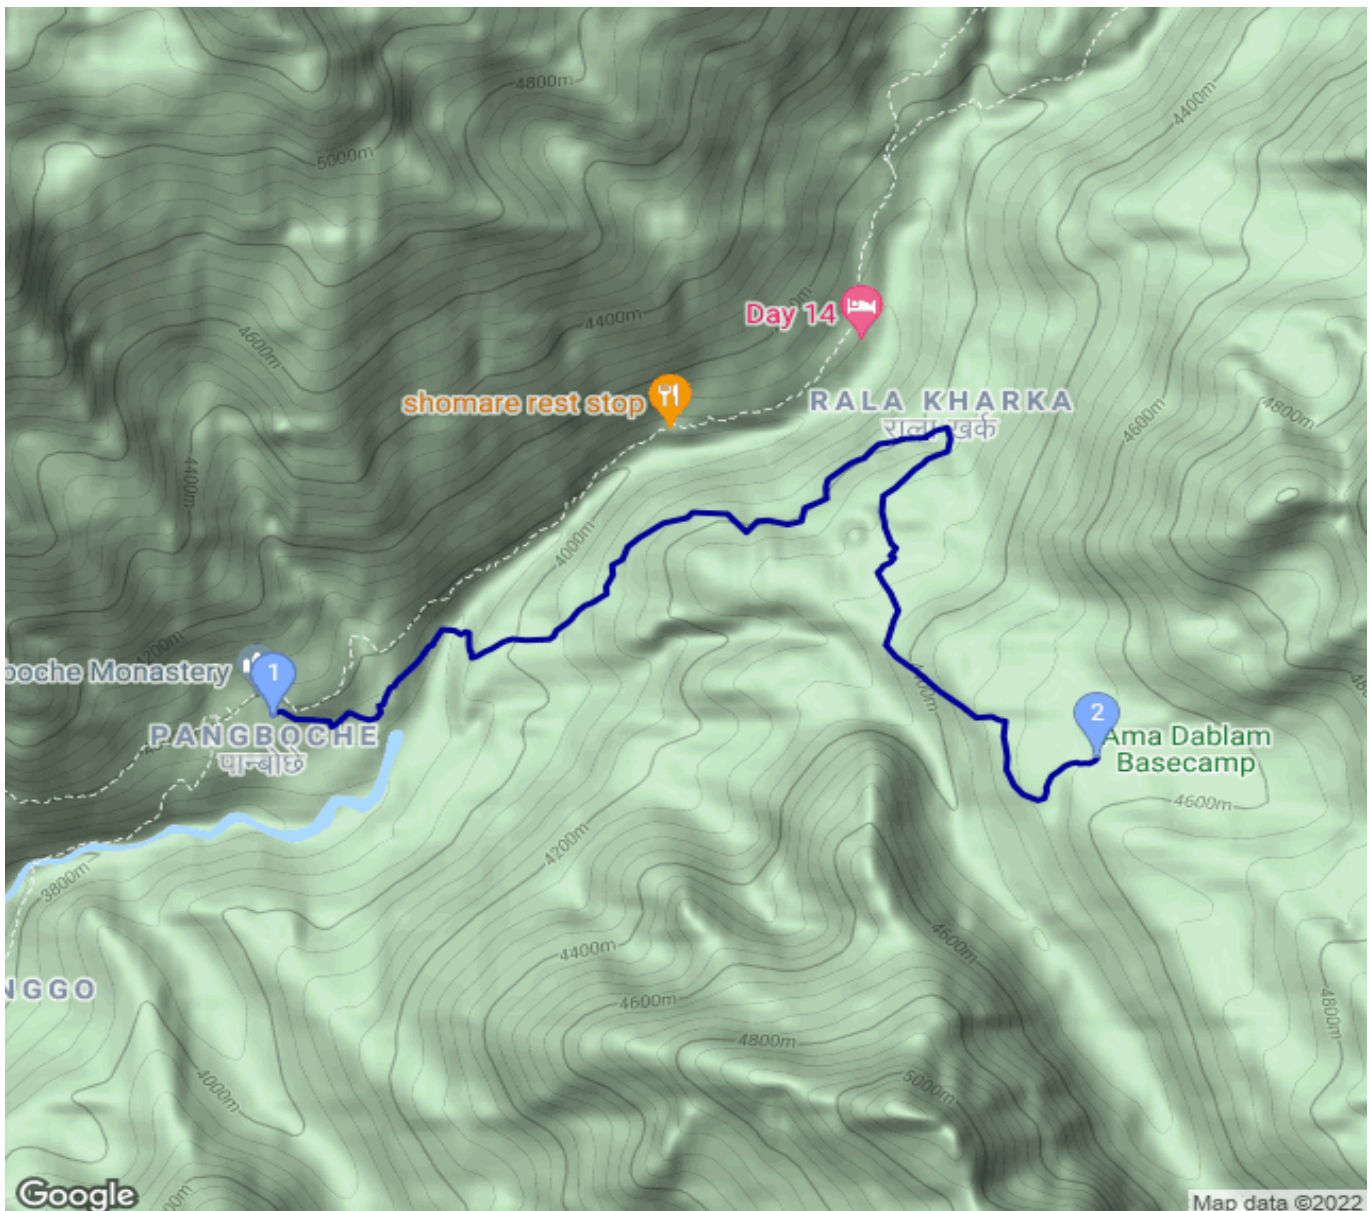 4800m
5000m
4400m
4600m
4400m
Day 14
shomare rest stop
RALA KHARKA
4800m
4600m
4400m
4000m
4200m
boche Monastery
1
PANGBOCHE
पान्बोछे
3800m
2
Ama Dablam
Basecamp
4600m
4200m
4400m
4600m
4600m
4800m
4800m
5000m
NGGO
4000m
Google
Map data ©2022